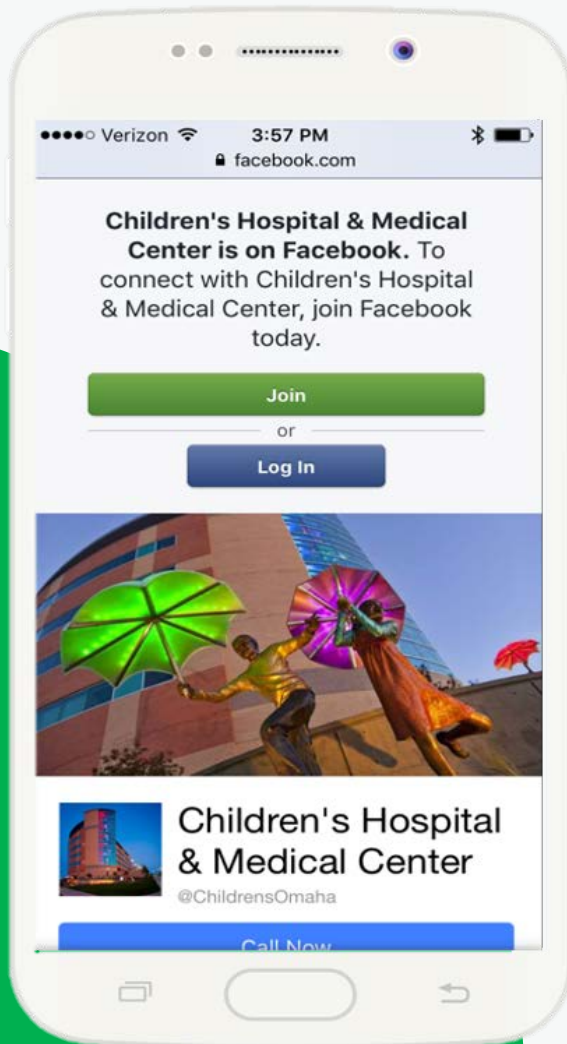 Verizon 3:57 PM
facebook.com
Children's Hospital & Medical
Center is on Facebook. To
connect with Children's Hospital
& Medical Center, join Facebook
today.
Join
or
Log In
Children's Hospital
& Medical Center
@ChildrensOmaha
Call Now